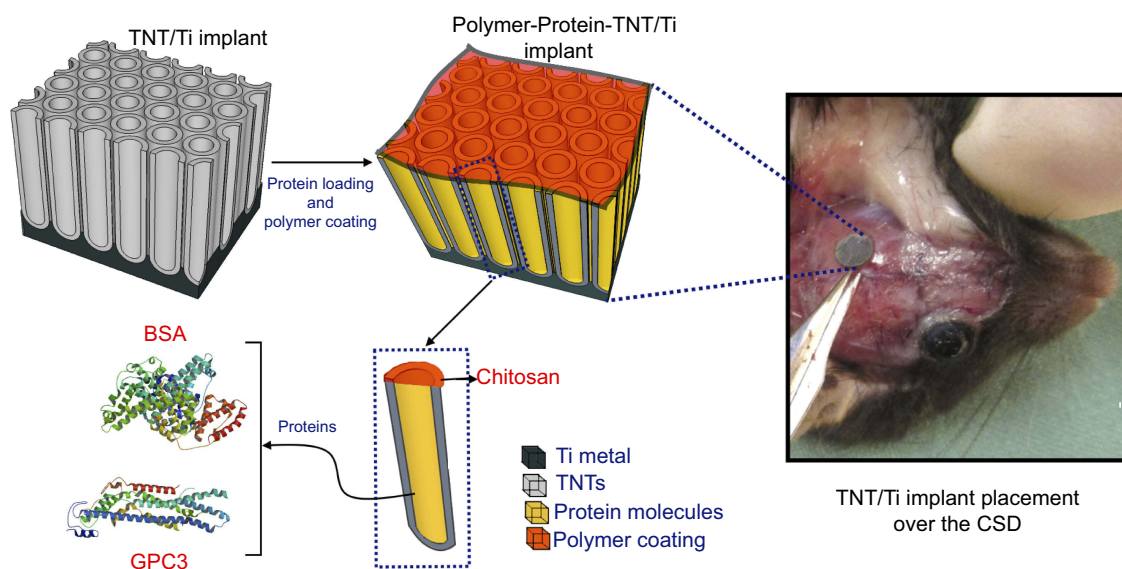 TNT/Ti implant
Polymer-Protein-TNT/Ti
implant
Protein loading
and
polymer coating
BSA
Proteins
GPC3
Chitosan
Ti metal
TNTs
Protein molecules
Polymer coating
TNT/Ti implant placement
over the CSD